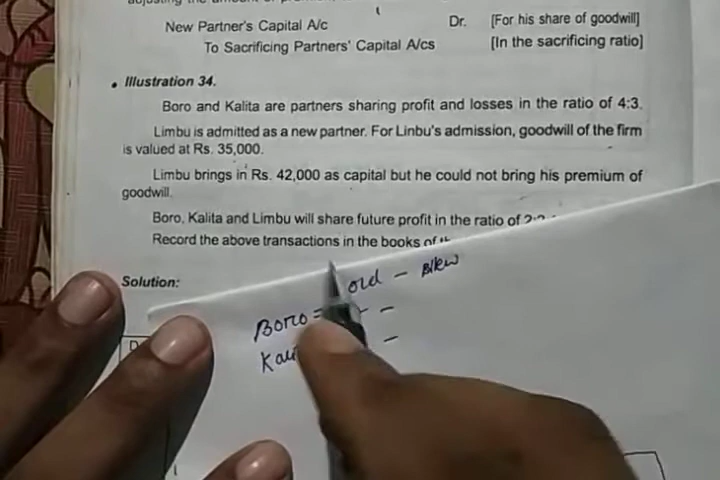 New Partner's Capital A/c Dr. [For his share of goodwill]
To Sacrificing Partners' Capital A/cs [In the sacrificing ratio]
• Illustration 34.
Boro and Kalita are partners sharing profit and losses in the ratio of 4:3.
Limbu is admitted as a new partner. For Linbu's admission, goodwill of the firm
is valued at Rs. 35,000.
Limbu brings in Rs. 42,000 as capital but he could not bring his premium of
goodwill.
Boro, Kalita and Limbu will share future profit in the ratio of
Record the above transactions in the books of
Solution:
old –
Boro =